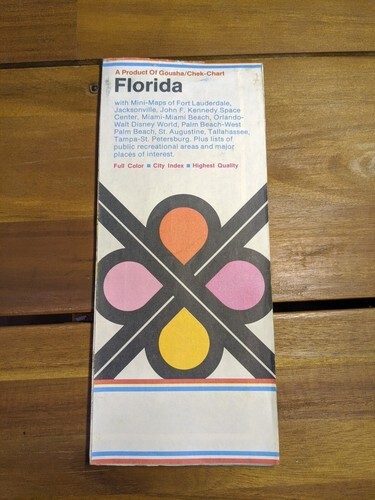 A Product Of Gousha/Chek-Chart
Florida
with Mini-Maps of Fort Lauderdale,
Jacksonville, John F. Kennedy Space
Center, Miami-Miami Beach, Orlando-
Walt Disney World, Palm Beach-West
Palm Beach, St. Augustine, Tallahassee,
Tampa-St. Petersburg. Plus lists of
public recreational areas and major
places of interest.
Full Color ■ City Index ■ Highest Quality